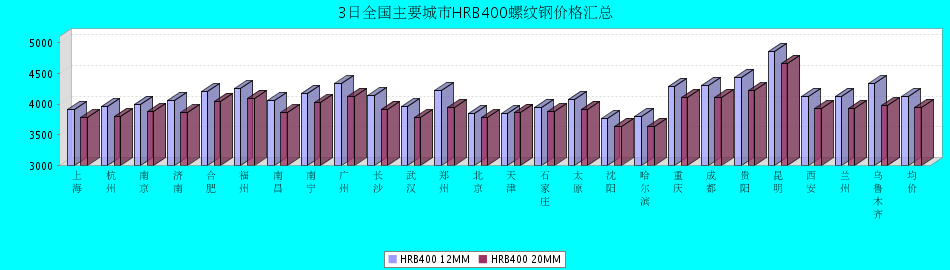 3日全国主要城市HRB400螺纹钢价格汇总
5000
4500
4000
3500
3000
上海
杭州
南京
济南
合肥
福州
南昌
南宁
广州
长沙
武汉
郑州
北京
天津
石家庄
太原
沈阳
哈尔滨
重庆
成都
贵阳
昆明
西安
兰州
乌鲁木齐
均价
HRB400 12MM HRB400 20MM